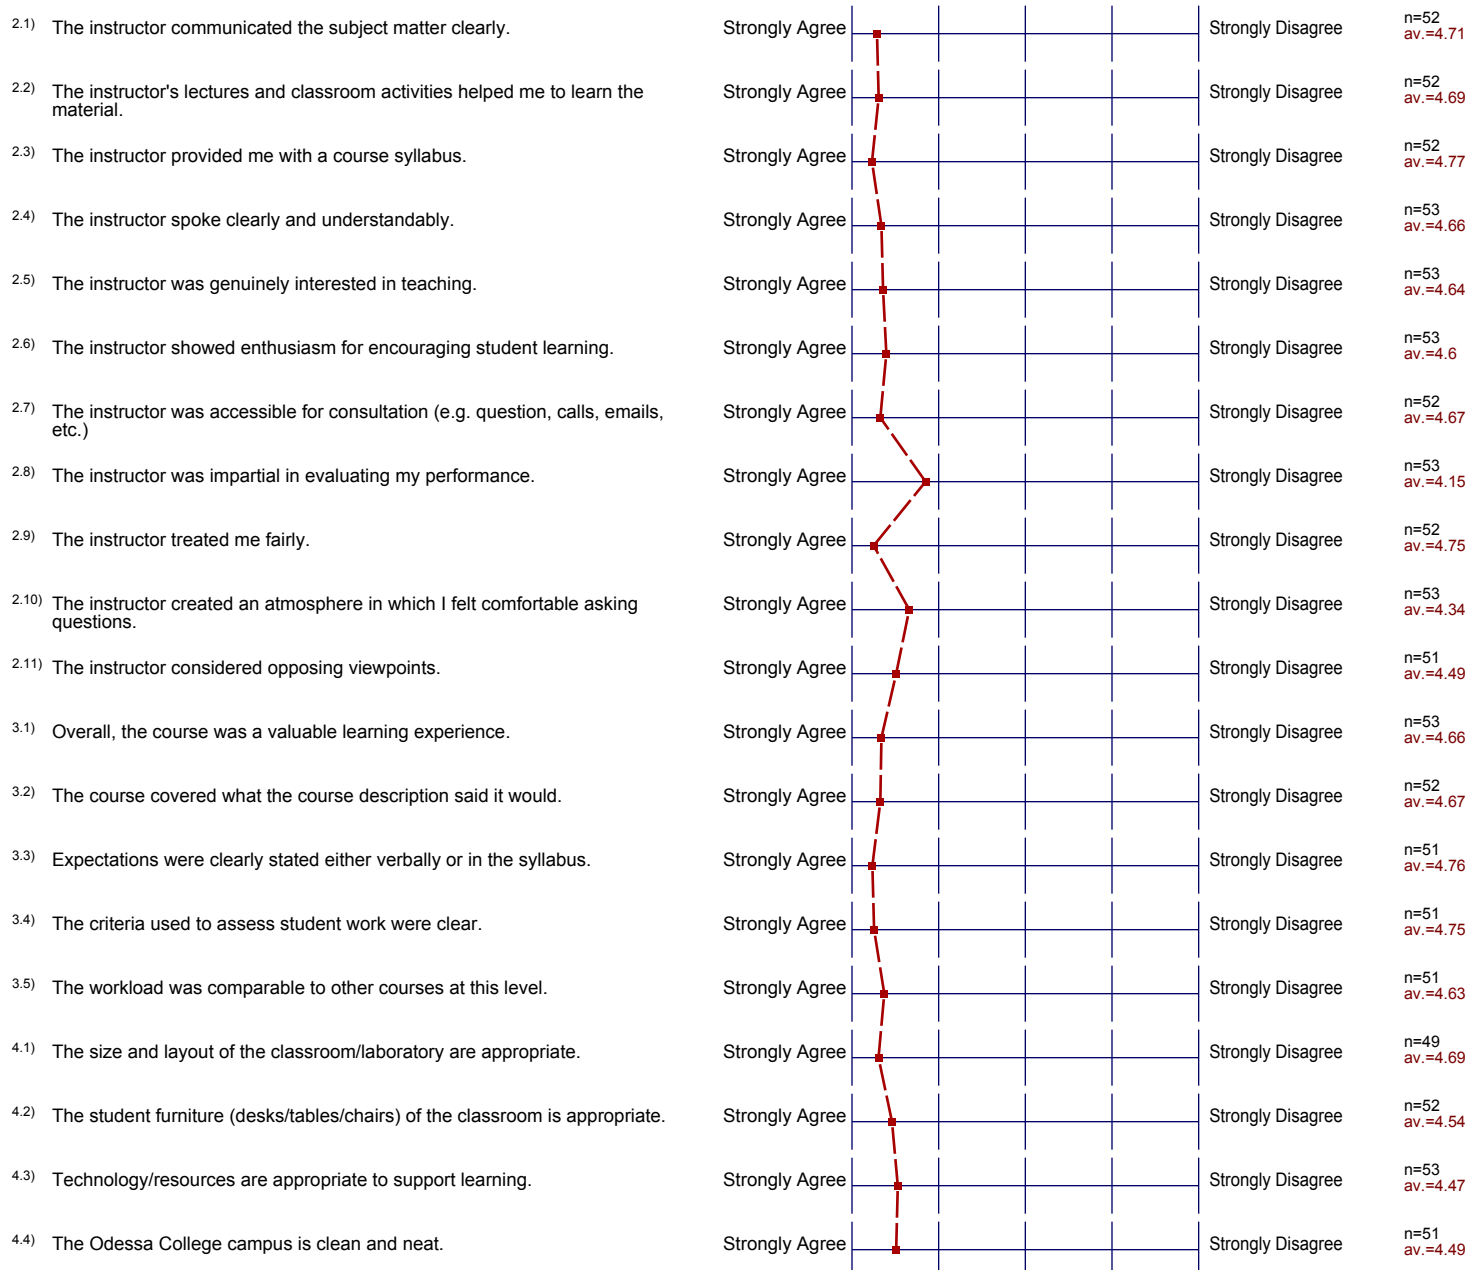 2.1) The instructor communicated the subject matter clearly. Strongly Agree Strongly Disagree n=52
av.=4.71
2.2) The instructor's lectures and classroom activities helped me to learn the
material. Strongly Agree Strongly Disagree n=52
av.=4.69
2.3) The instructor provided me with a course syllabus. Strongly Agree Strongly Disagree n=52
av.=4.77
2.4) The instructor spoke clearly and understandably. Strongly Agree Strongly Disagree n=53
av.=4.66
2.5) The instructor was genuinely interested in teaching. Strongly Agree Strongly Disagree n=53
av.=4.64
2.6) The instructor showed enthusiasm for encouraging student learning. Strongly Agree Strongly Disagree n=53
av.=4.6
2.7) The instructor was accessible for consultation (e.g. question, calls, emails,
etc.) Strongly Agree Strongly Disagree n=52
av.=4.67
2.8) The instructor was impartial in evaluating my performance. Strongly Agree Strongly Disagree n=53
av.=4.15
2.9) The instructor treated me fairly. Strongly Agree Strongly Disagree n=52
av.=4.75
2.10) The instructor created an atmosphere in which I felt comfortable asking
questions. Strongly Agree Strongly Disagree n=53
av.=4.34
2.11) The instructor considered opposing viewpoints. Strongly Agree Strongly Disagree n=51
av.=4.49
3.1) Overall, the course was a valuable learning experience. Strongly Agree Strongly Disagree n=53
av.=4.66
3.2) The course covered what the course description said it would. Strongly Agree Strongly Disagree n=52
av.=4.67
3.3) Expectations were clearly stated either verbally or in the syllabus. Strongly Agree Strongly Disagree n=51
av.=4.76
3.4) The criteria used to assess student work were clear. Strongly Agree Strongly Disagree n=51
av.=4.75
3.5) The workload was comparable to other courses at this level. Strongly Agree Strongly Disagree n=51
av.=4.63
4.1) The size and layout of the classroom/laboratory are appropriate. Strongly Agree Strongly Disagree n=49
av.=4.69
4.2) The student furniture (desks/tables/chairs) of the classroom is appropriate. Strongly Agree Strongly Disagree n=52
av.=4.54
4.3) Technology/resources are appropriate to support learning. Strongly Agree Strongly Disagree n=53
av.=4.47
4.4) The Odessa College campus is clean and neat. Strongly Agree Strongly Disagree n=51
av.=4.49